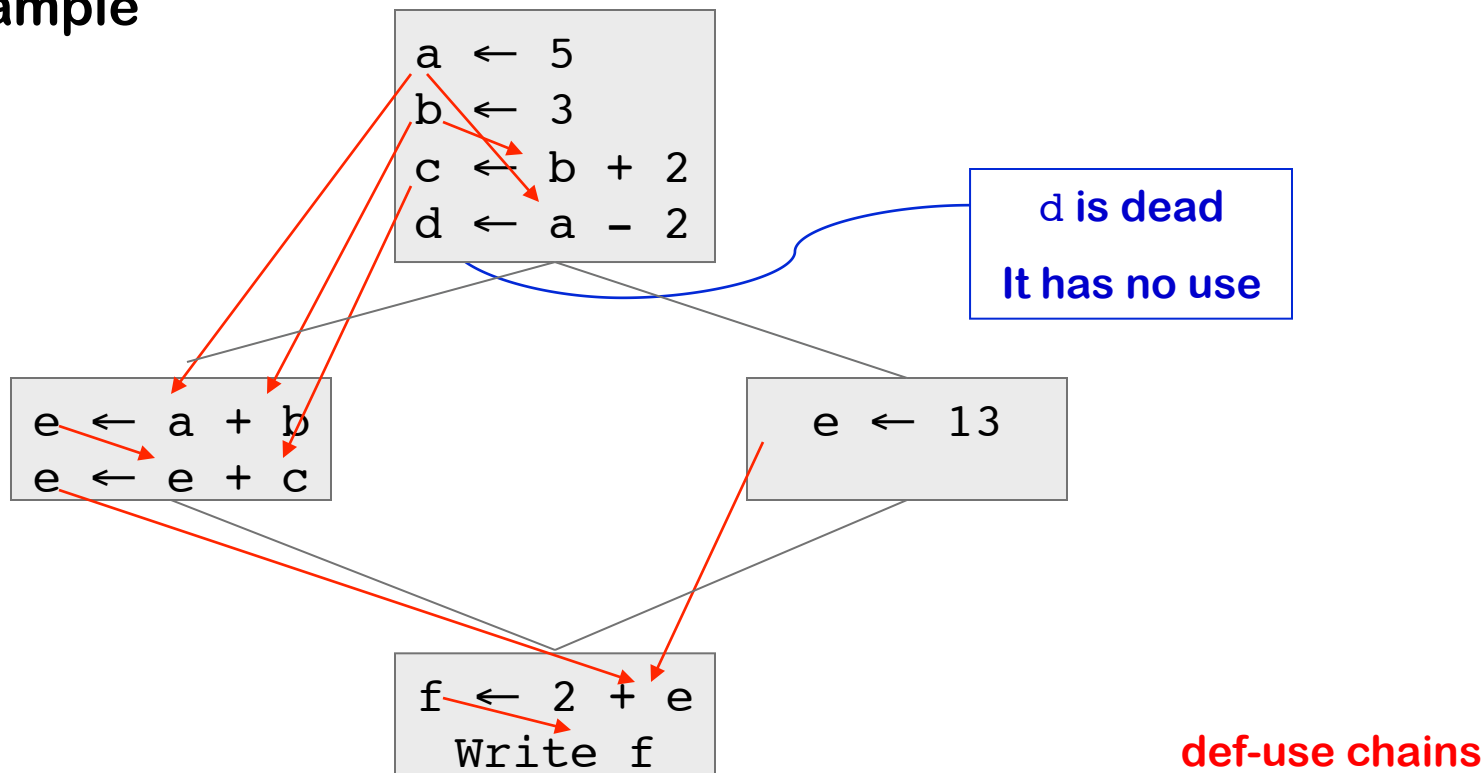 ample
a ← 5
b ← 3
c ← b + 2
d ← a - 2
d is dead
It has no use
e ← a + b
e ← e + c
e ← 13
f ← 2 + e
Write f
def-use chains